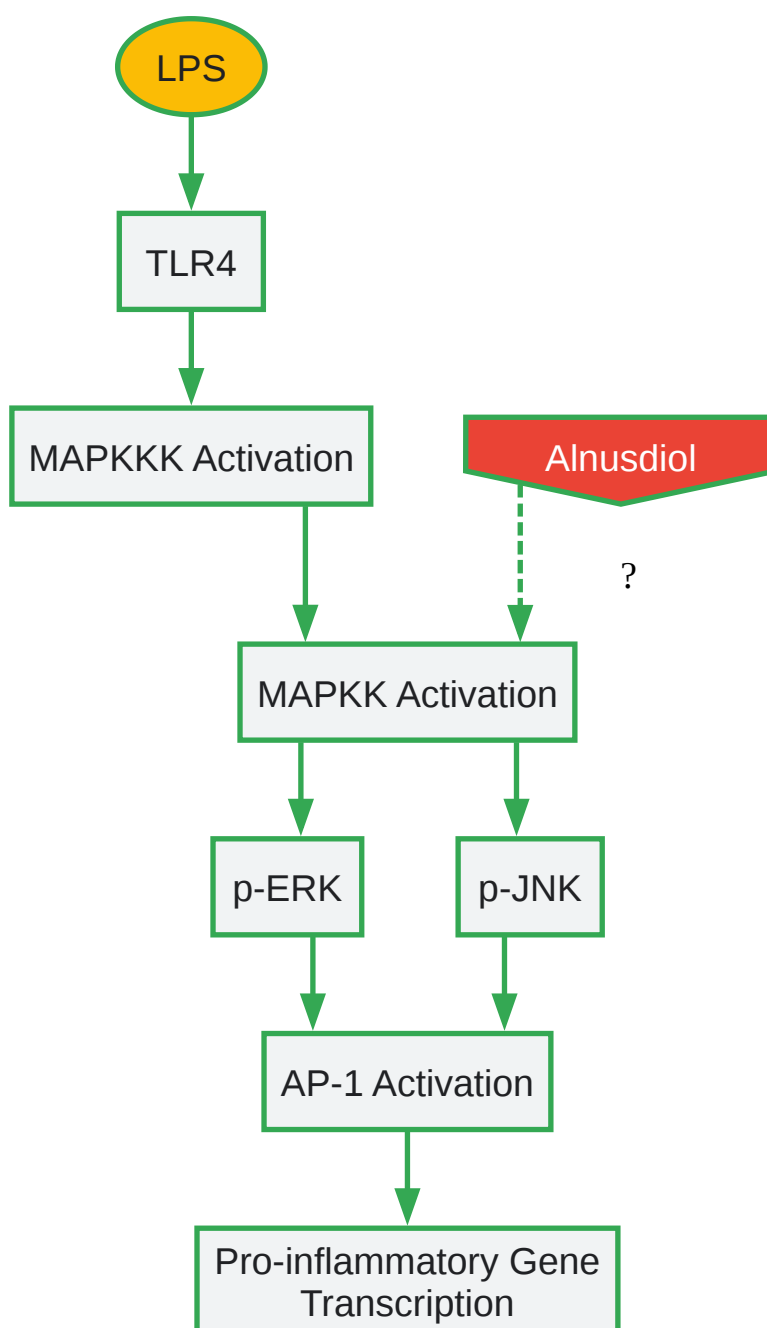 LPS
TLR4
MAPKKK Activation
Alnusdiol
?
MAPKK Activation
p-ERK
p-JNK
AP-1 Activation
Pro-inflammatory Gene
Transcription